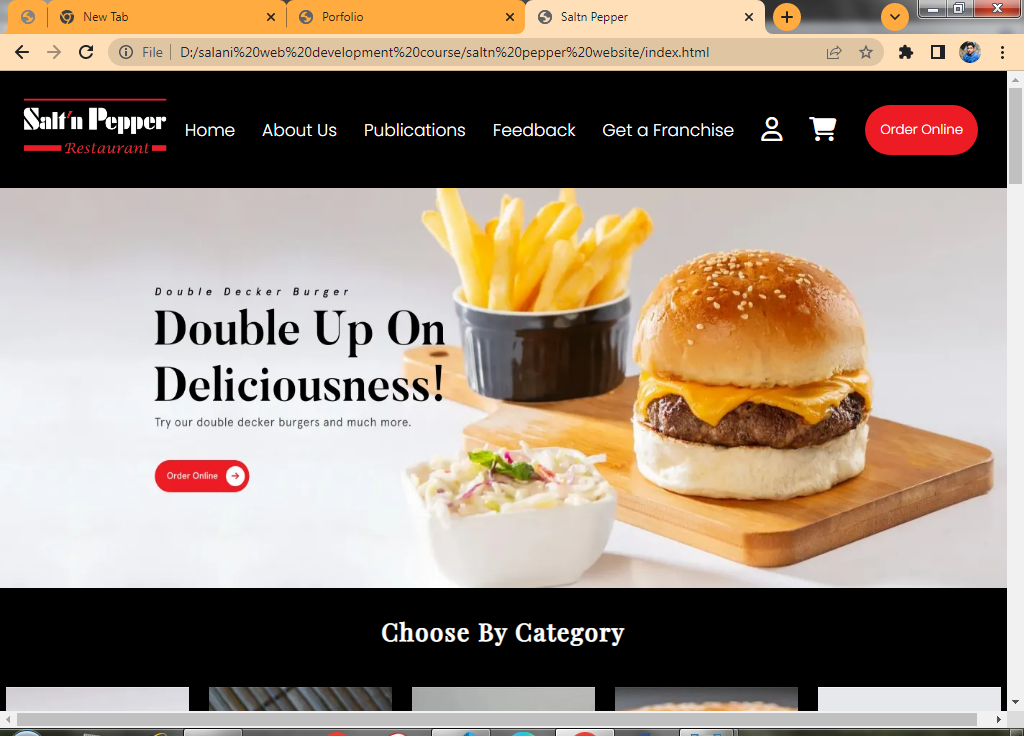 New Tab
Porfolio
Saltn Pepper
File | D:/salani%20web%20development%20course/saltn%20pepper%20website/index.html
Salt'n Pepper
Restaurant
Home About Us Publications Feedback Get a Franchise Order Online
Double Decker Burger
Double Up On
Deliciousness!
Try our double decker burgers and much more.
Order Online
Choose By Category